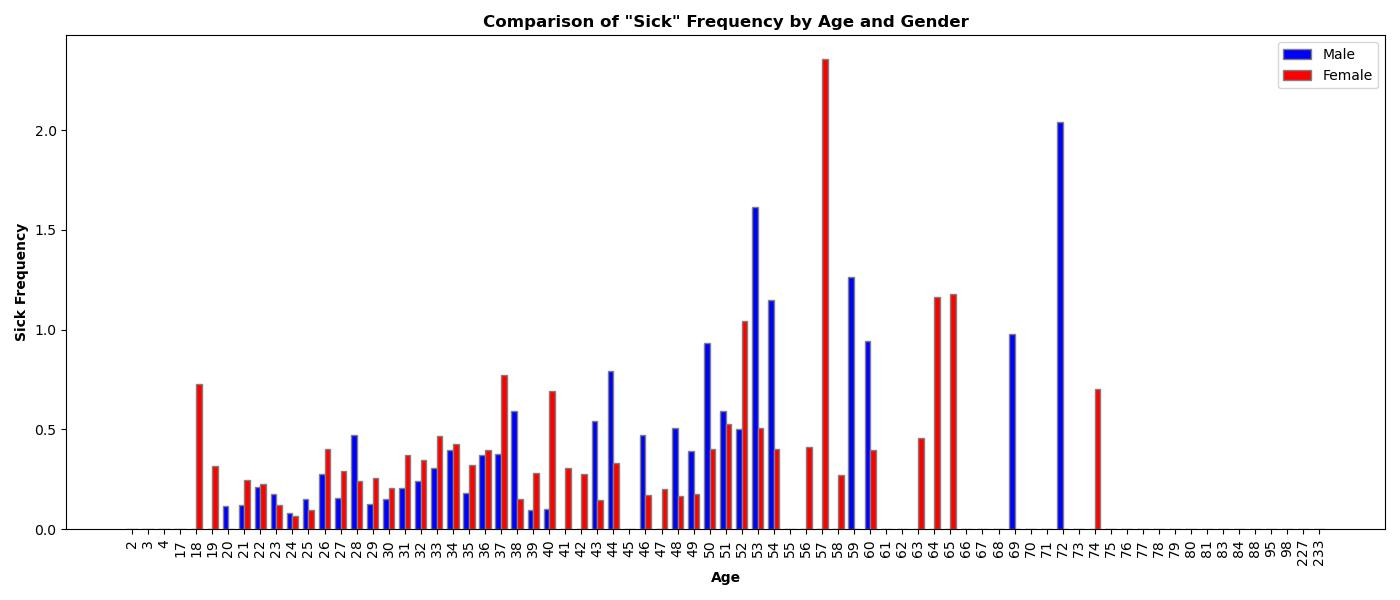 Comparison of "Sick" Frequency by Age and Gender
Male
Female
Sick Frequency
2.0
1.5
1.0
0.5
0.0
2 3 4 17 18 19 20 21 22 23 24 25 26 27 28 29 30 31 32 33 34 35 36 37 38 39 40 41 42 43 44 45 46 47 48 49 50 51 52 53 54 55 56 57 58 59 60 61 62 63 64 65 66 67 68 69 70 71 72 73 74 75 76 77 78 79 80 81 83 84 88 95 98 227 233
Age